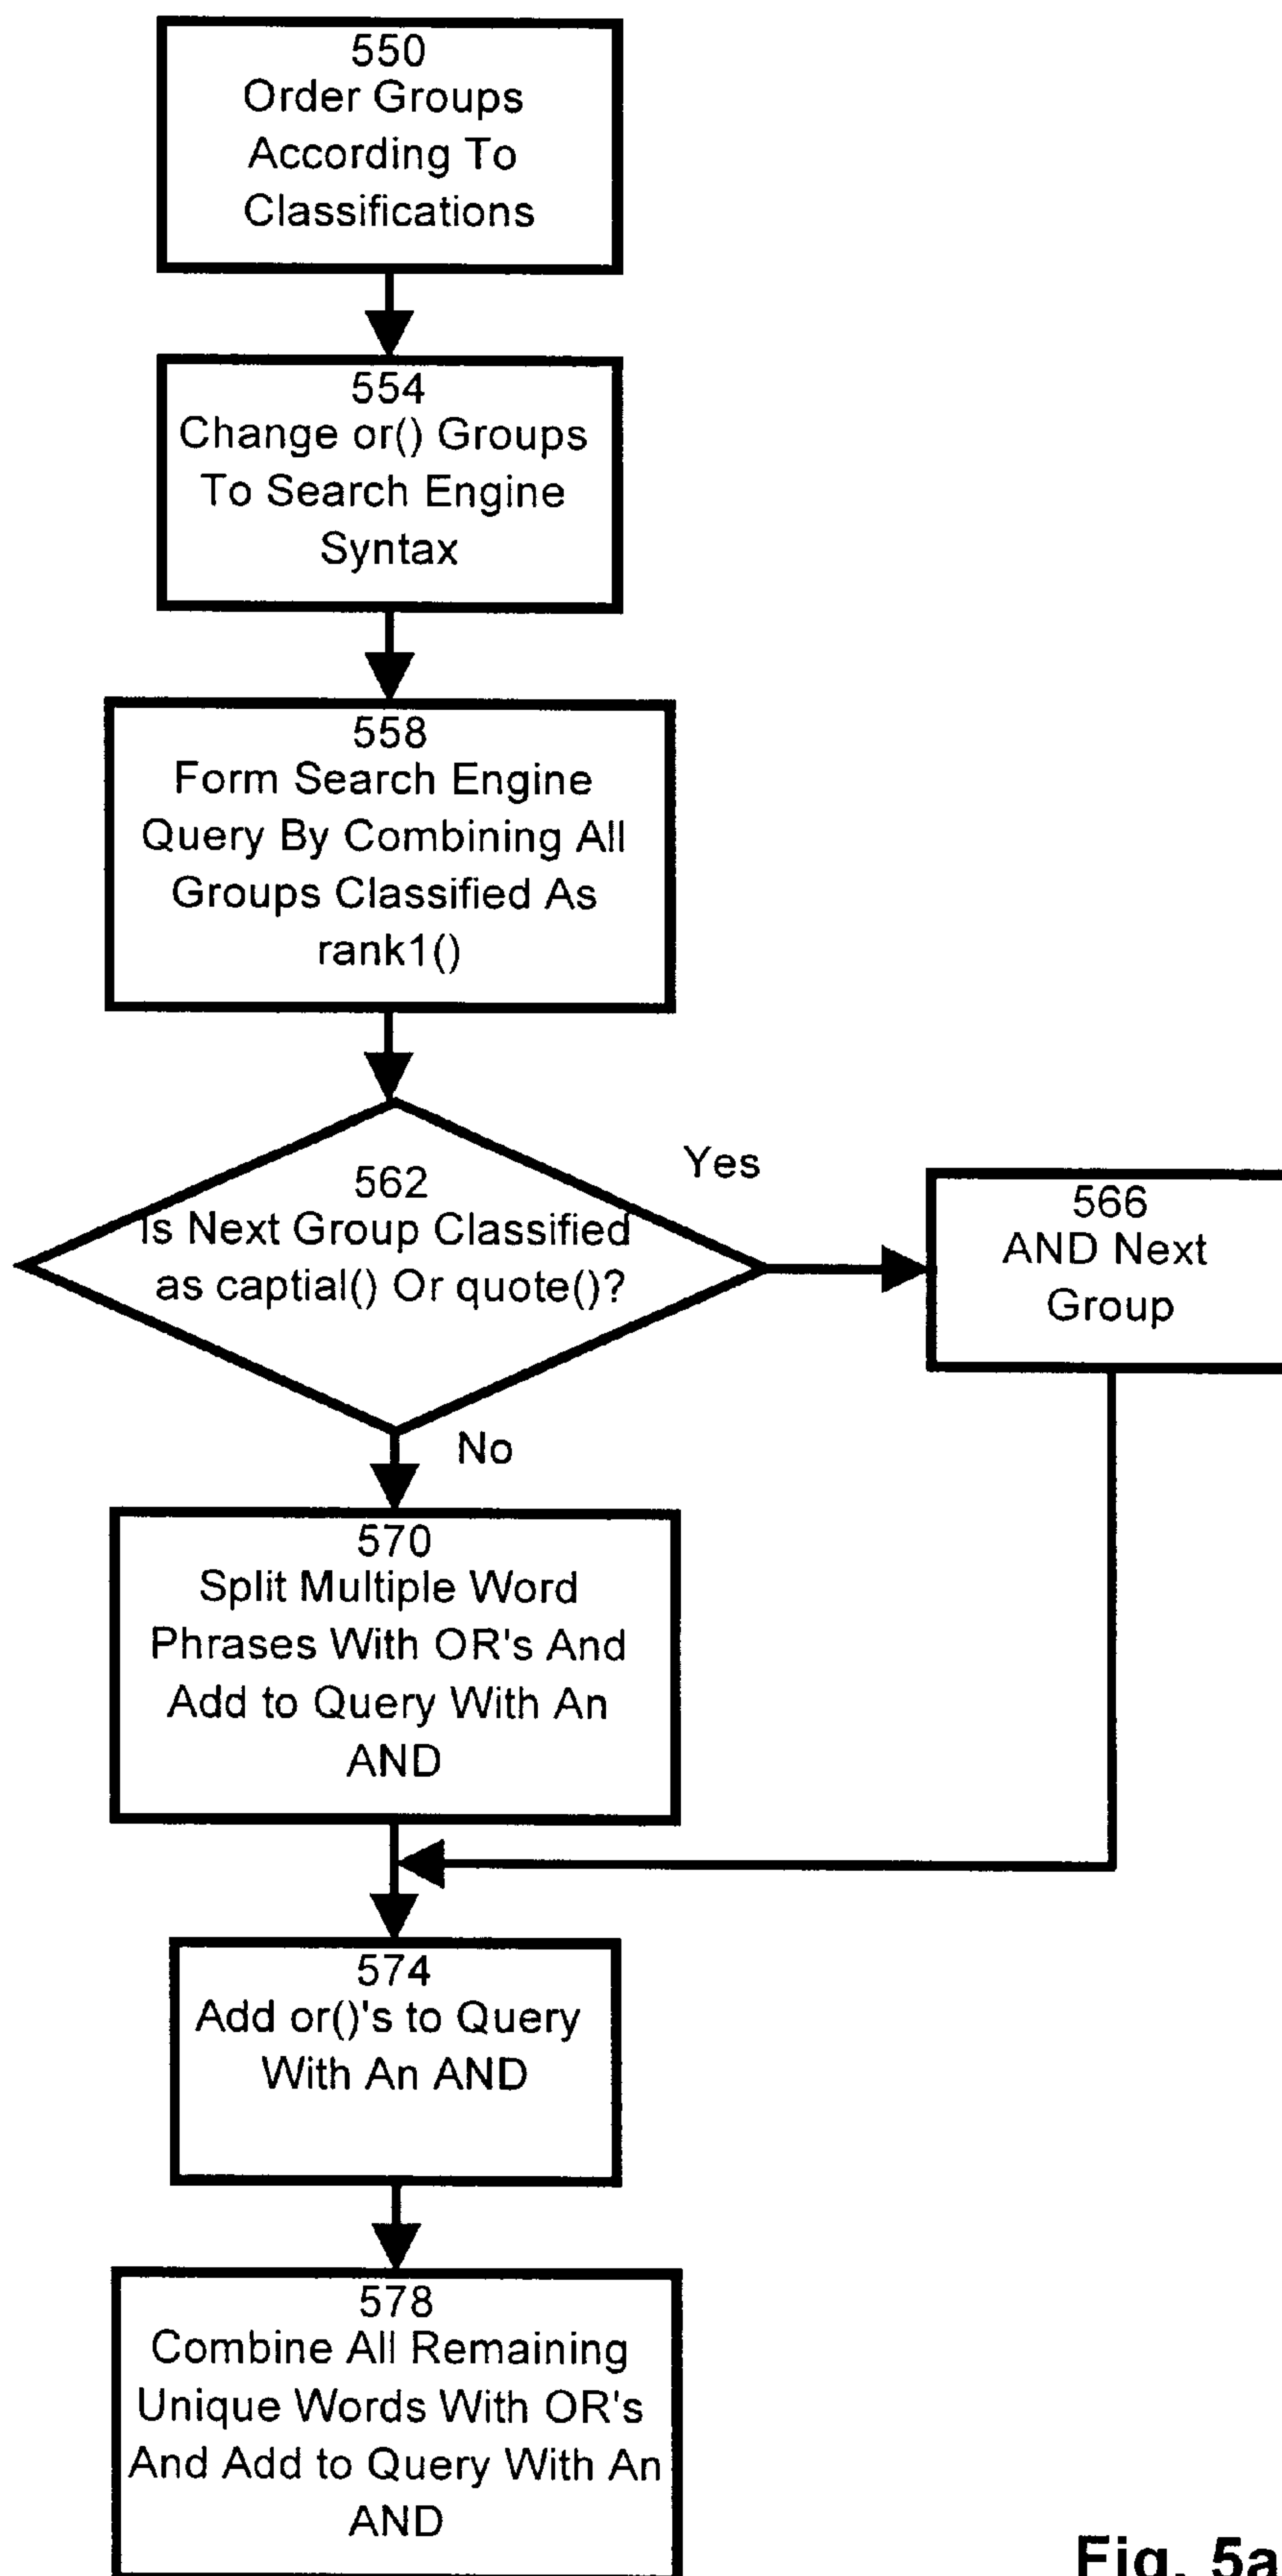 550
Order Groups
According To
Classifications
554
Change or() Groups
To Search Engine
Syntax
558
Form Search Engine
Query By Combining All
Groups Classified As
rank1()
562
Is Next Group Classified
as captial() Or quote()?
Yes
566
AND Next
Group
No
570
Split Multiple Word
Phrases With OR's And
Add to Query With An
AND
574
Add or()'s to Query
With An AND
578
Combine All Remaining
Unique Words With OR's
And Add to Query With An
AND
Fig. 5a